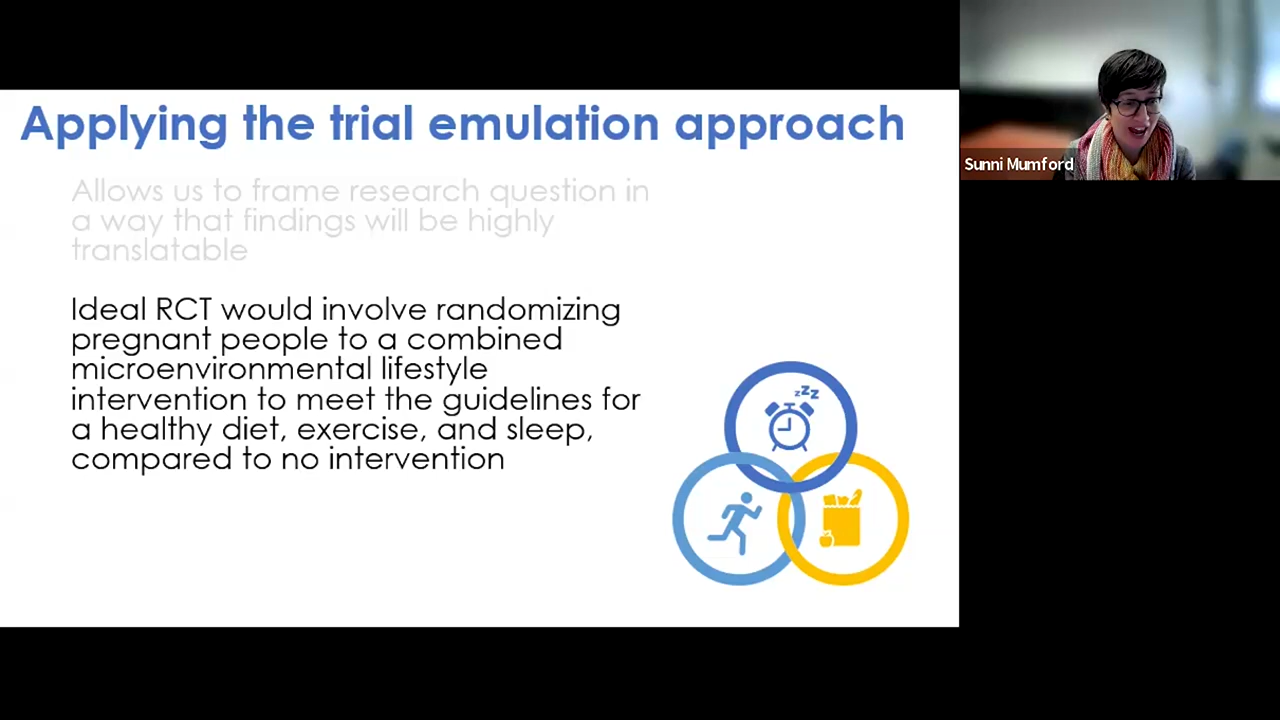 Applying the trial emulation approach
Allows us to frame research question in
a way that findings will be highly
translatable
Ideal RCT would involve randomizing
pregnant people to a combined
microenvironmental lifestyle
intervention to meet the guidelines for
a healthy diet, exercise, and sleep,
compared to no intervention
zzZZ
Sunni Mumford